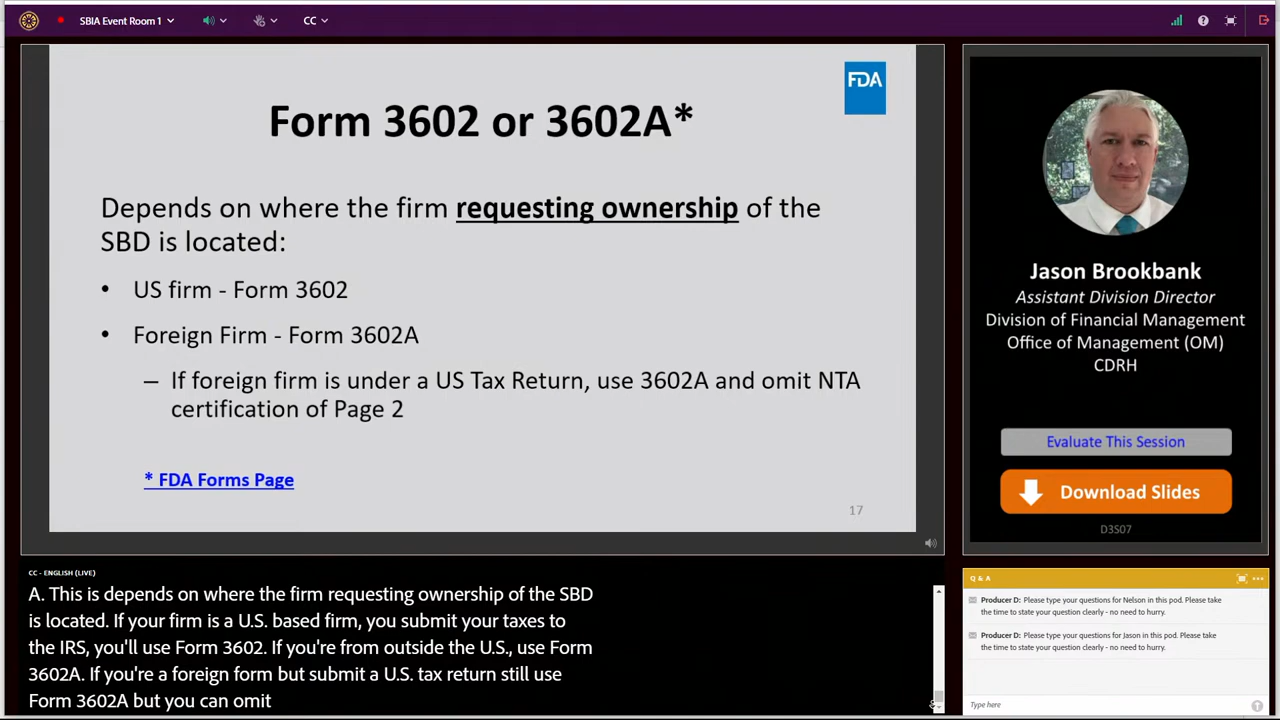 SBIA Event Room 1
CC
FDA
Form 3602 or 3602A*
Depends on where the firm requesting ownership of the
SBD is located:
• US firm - Form 3602
• Foreign Firm - Form 3602A
– If foreign firm is under a US Tax Return, use 3602A and omit NTA
certification of Page 2
* FDA Forms Page
17
Jason Brookbank
Assistant Division Director
Division of Financial Management
Office of Management (OM)
CDRH
Evaluate This Session
Download Slides
D3S07
CC - ENGLISH (LIVE)
A. This is depends on where the firm requesting ownership of the SBD
is located. If your firm is a U.S. based firm, you submit your taxes to
the IRS, you'll use Form 3602. If you're from outside the U.S., use Form
3602A. If you're a foreign form but submit a U.S. tax return still use
Form 3602A but you can omit
Q & A
Producer D: Please type your questions for Nelson in this pod. Please take
the time to state your question clearly - no need to hurry.
Producer D: Please type your questions for Jason in this pod. Please take
the time to state your question clearly - no need to hurry.
Type here